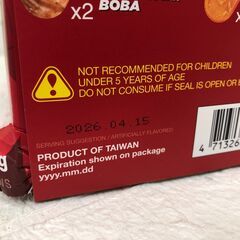 x2
BOBA
NOT RECOMMENDED FOR CHILDREN
UNDER 5 YEARS OF AGE
DO NOT CONSUME IF SEAL IS OPEN OR
2026.04.15
SERVING SUGGESTION / ARTIFICIALLY FLAVORED
PRODUCT OF TAIWAN
Expiration shown on package
yyyy.mm.dd
4 71326